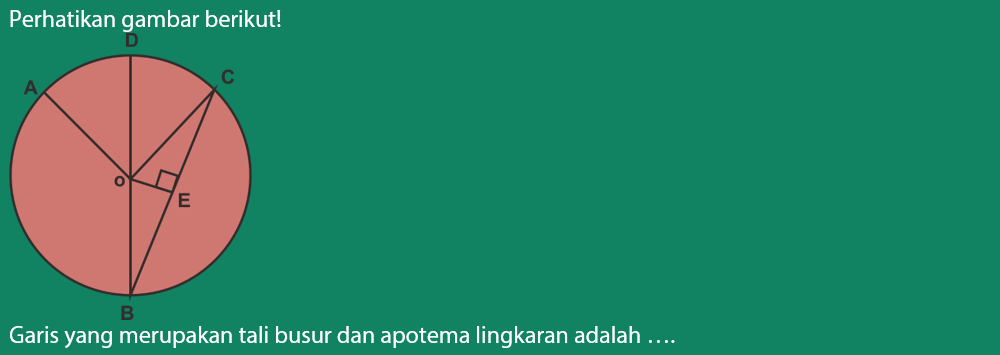 Perhatikan gambar berikut!
D
C
A
o
E
B
Garis yang merupakan tali busur dan apotema lingkaran adalah ....